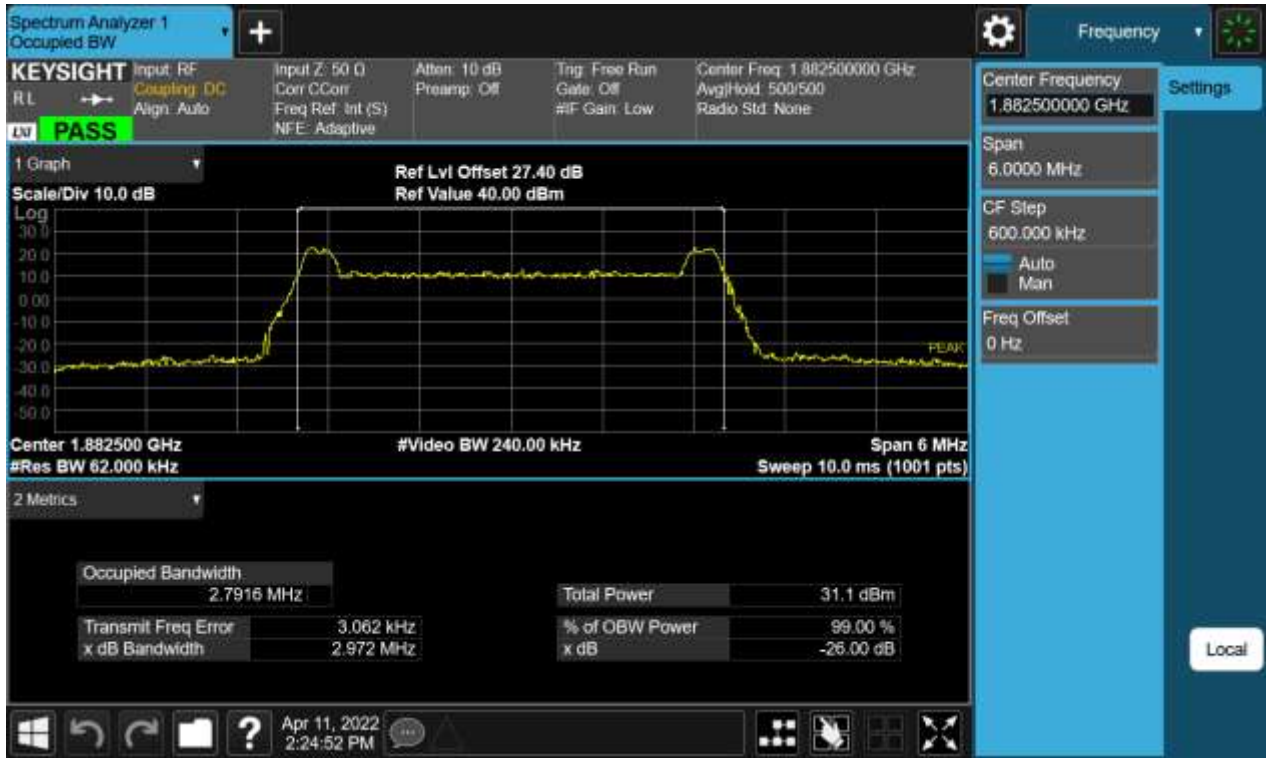 Spectrum Analyzer 1
Occupied BW
+
Frequency
KEYSIGHT
RL
LXI
PASS
Input: RF
Coupling: DC
Align: Auto
Input Z: 50 Ω
Corr CCorr
Freq Ref: Int (S)
NFE: Adaptive
Atten: 10 dB
Preamp: Off
Trig: Free Run
Gate: Off
#IF Gain: Low
Center Freq: 1.882500000 GHz
Avg|Hold: 500/500
Radio Std: None
Center Frequency
1.882500000 GHz
Settings
Span
6.0000 MHz
CF Step
600.000 kHz
Auto
Man
Freq Offset
0 Hz
Local
1 Graph
Scale/Div 10.0 dB
Ref Lvl Offset 27.40 dB
Ref Value 40.00 dBm
Log
30.0
20.0
10.0
0.00
-10.0
-20.0
-30.0
-40.0
-50.0
PEAK
Center 1.882500 GHz
#Video BW 240.00 kHz
Span 6 MHz
#Res BW 62.000 kHz
Sweep 10.0 ms (1001 pts)
2 Metrics
Occupied Bandwidth
2.7916 MHz
Total Power 31.1 dBm
Transmit Freq Error 3.062 kHz
% of OBW Power 99.00 %
x dB Bandwidth 2.972 MHz
x dB -26.00 dB
?
Apr 11, 2022
2:24:52 PM